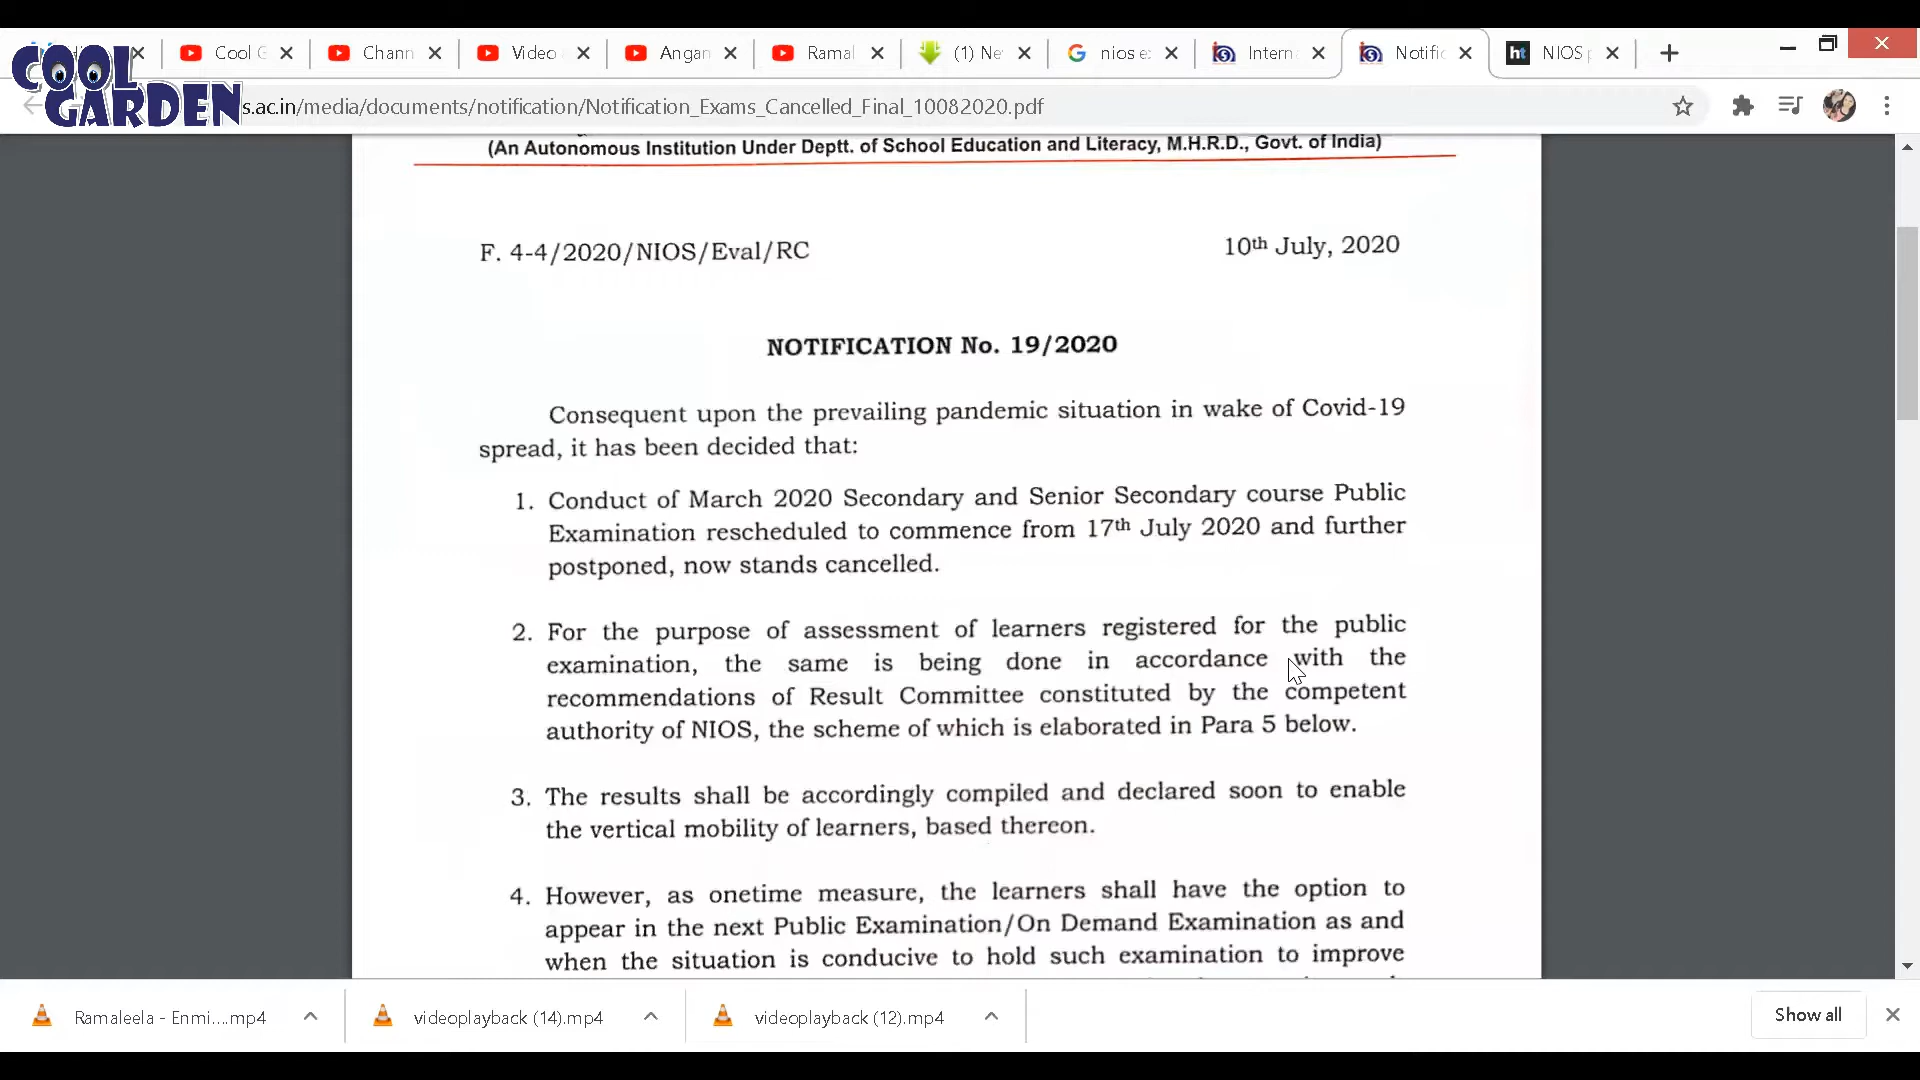 COOL
GARDEN
Cool G
Chann
Video
Angan
Ramal
(1) Ne
nios e
Intern
Notific
ht
NIOS p
s.ac.in/media/documents/notification/Notification_Exams_Cancelled_Final_10082020.pdf
(An Autonomous Institution Under Deptt. of School Education and Literacy, M.H.R.D., Govt. of India)
F. 4-4/2020/NIOS/Eval/RC
10th July, 2020
NOTIFICATION No. 19/2020
Consequent upon the prevailing pandemic situation in wake of Covid-19
spread, it has been decided that:
1. Conduct of March 2020 Secondary and Senior Secondary course Public
Examination rescheduled to commence from 17th July 2020 and further
postponed, now stands cancelled.
2. For the purpose of assessment of learners registered for the public
examination, the same is being done in accordance with the
recommendations of Result Committee constituted by the competent
authority of NIOS, the scheme of which is elaborated in Para 5 below.
3. The results shall be accordingly compiled and declared soon to enable
the vertical mobility of learners, based thereon.
4. However, as onetime measure, the learners shall have the option to
appear in the next Public Examination/On Demand Examination as and
when the situation is conducive to hold such examination to improve
Ramaleela - Enmi....mp4
videoplayback (14).mp4
videoplayback (12).mp4
Show all